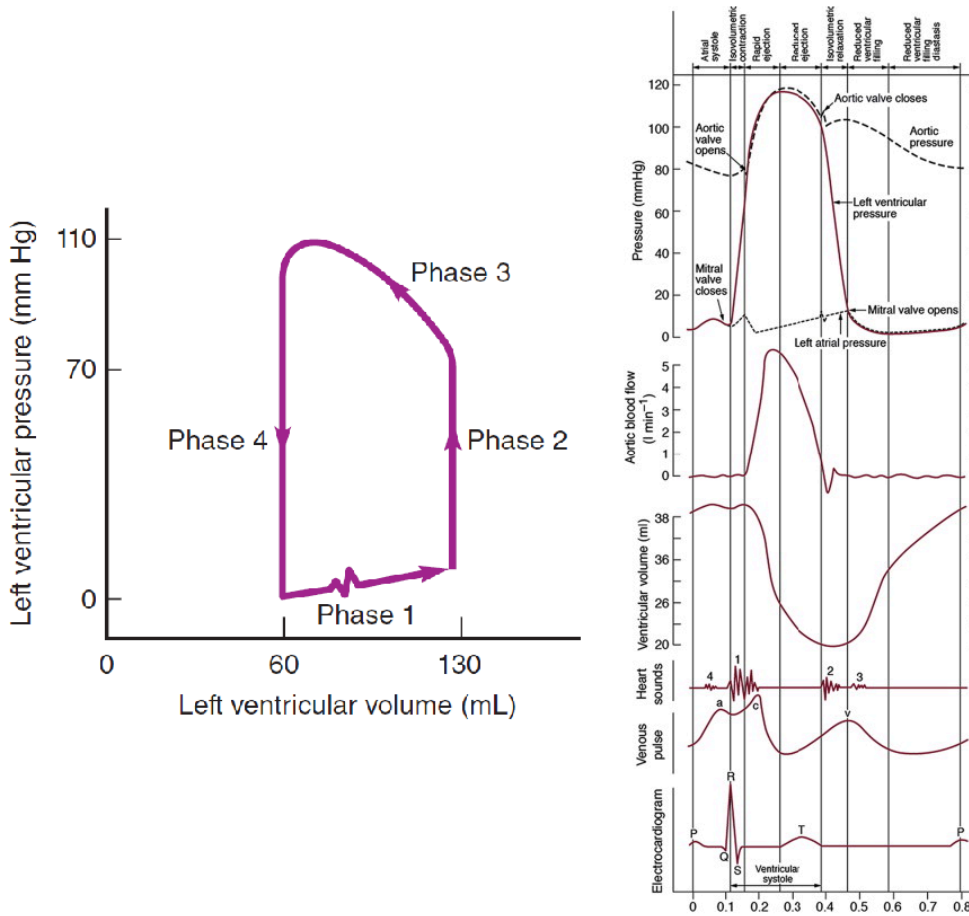 110
70
0
Left ventricular pressure (mm Hg)
Phase 3
Phase 4
Phase 2
Phase 1
0
60
130
Left ventricular volume (mL)
Atrial systole
Isovolumetric contraction
Rapid ejection
Reduced ejection
Isovolumetric relaxation
Reduced ventricular filling
Reduced ventricular filling diastasis
120
100
80
60
40
20
0
Pressure (mmHg)
Aortic valve opens
Aortic valve closes
Aortic pressure
Left ventricular pressure
Mitral valve closes
Mitral valve opens
Left atrial pressure
5
4
3
2
1
0
Aortic blood flow (l min⁻¹)
38
36
26
20
Ventricular volume (ml)
Heart sounds
4
1
2
3
Venous pulse
a
c
v
Electrocardiogram
P
Q
R
S
T
P
Ventricular systole
0
0.1
0.2
0.3
0.4
0.5
0.6
0.7
0.8